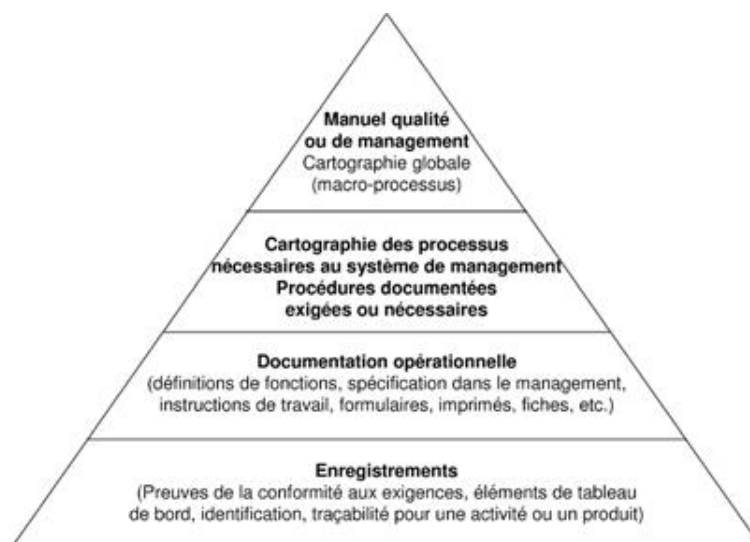 Manuel qualité
ou de management
Cartographie globale
(macro-processus)
Cartographie des processus
nécessaires au système de management
Procédures documentées
exigées ou nécessaires
Documentation opérationnelle
(définitions de fonctions, spécification dans le management,
instructions de travail, formulaires, imprimés, fiches, etc.)
Enregistrements
(Preuves de la conformité aux exigences, éléments de tableau
de bord, identification, traçabilité pour une activité ou un produit)